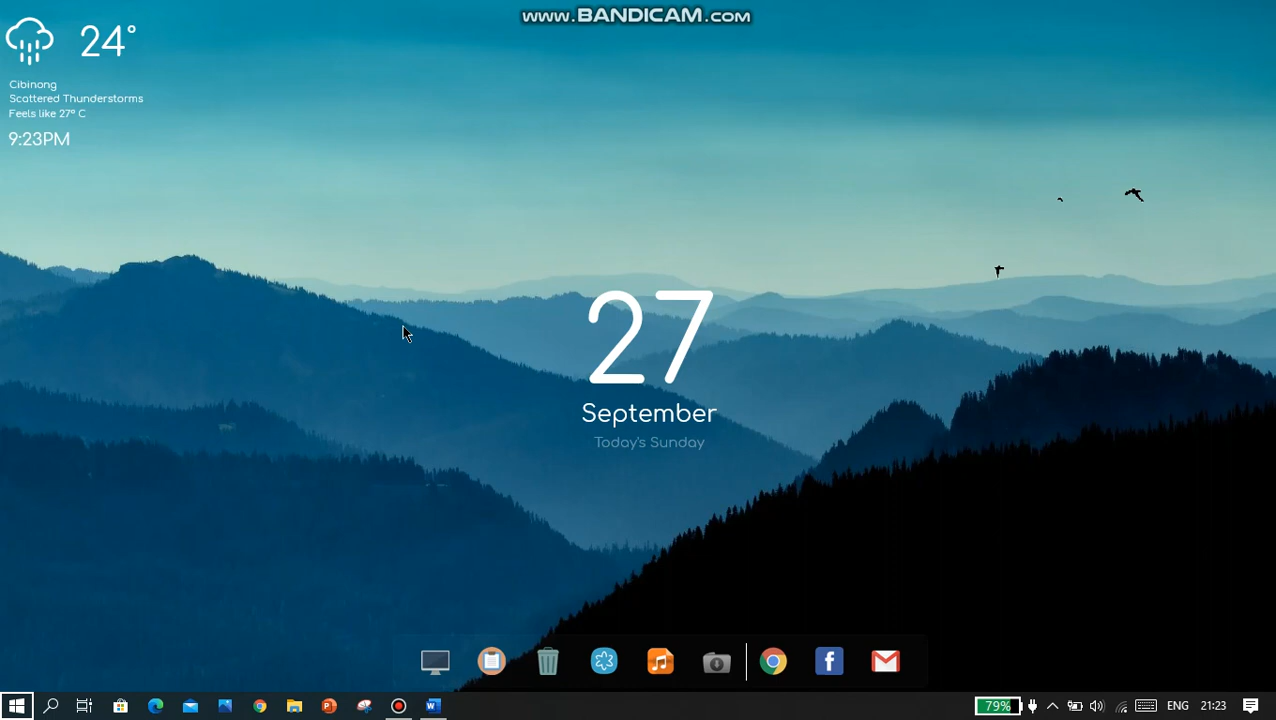 www.BANDICAM.com
24°
Cibinong
Scattered Thunderstorms
Feels like 27° C
9:23PM
27
September
Today's Sunday
79%
ENG
21:23